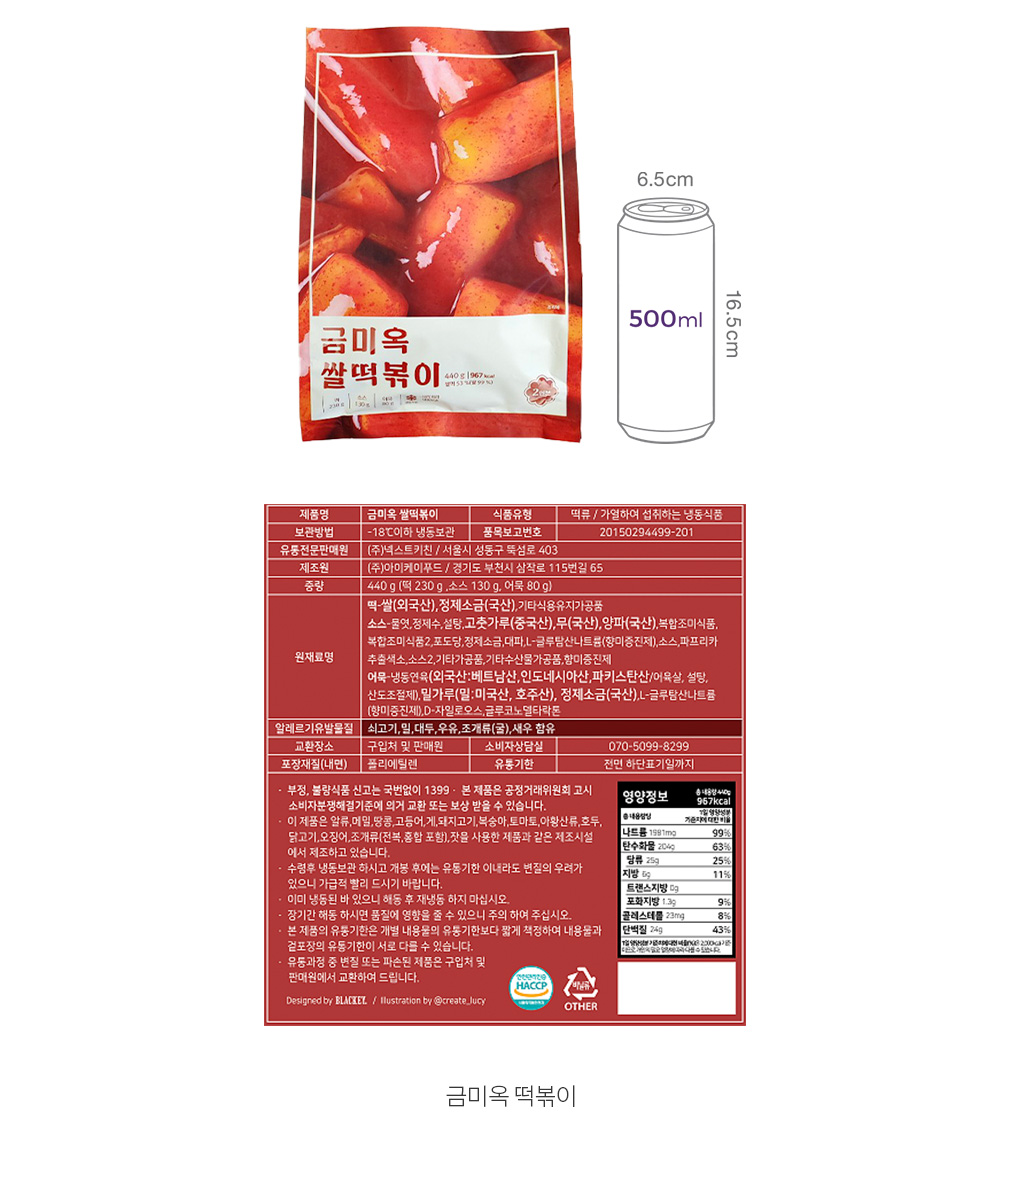 6.5cm
500ml
16.5cm
금미옥
쌀떡볶이
440 g | 967 kcal
제품명 금미옥 쌀떡볶이 식품유형 떡류 / 가열하여 섭취하는 냉동식품
보관방법 -18℃이하 냉동보관 품목보고번호 20150294499-201
유통전문판매원 (주)넥스트키친 / 서울시 성동구 뚝섬로 403
제조원 (주)아이케이푸드 / 경기도 부천시 삼작로 115번길 65
중량 440 g (떡 230 g ,소스 130 g, 어묵 80 g)
원재료명
떡-쌀(외국산),정제소금(국산),기타식용유지가공품
소스-물엿,정제수,설탕,고춧가루(중국산),무(국산),양파(국산),복합조미식품,
복합조미식품2,포도당,정제소금,대파,L-글루탐산나트륨(향미증진제),소스,파프리카
추출색소,소스2,기타가공품,기타수산물가공품,향미증진제
어묵-냉동연육(외국산:베트남산,인도네시아산,파키스탄산/어육살, 설탕,
산도조절제),밀가루(밀:미국산, 호주산), 정제소금(국산),L-글루탐산나트륨
(향미증진제),D-자일로오스,글루코노델타락톤
알레르기유발물질 쇠고기,밀,대두,우유,조개류(굴),새우 함유
교환장소 구입처 및 판매원 소비자상담실 070-5099-8299
포장재질(내면) 폴리에틸렌 유통기한 전면 하단표기일까지
· 부정, 불량식품 신고는 국번없이 1399 · 본 제품은 공정거래위원회 고시
소비자분쟁해결기준에 의거 교환 또는 보상 받을 수 있습니다.
· 이 제품은 알류,메밀,땅콩,고등어,게,돼지고기,복숭아,토마토,아황산류,호두,
닭고기,오징어,조개류(전복,홍합 포함),잣을 사용한 제품과 같은 제조시설
에서 제조하고 있습니다.
· 수령후 냉동보관 하시고 개봉 후에는 유통기한 이내라도 변질의 우려가
있으니 가급적 빨리 드시기 바랍니다.
· 이미 냉동된 바 있으니 해동 후 재냉동 하지 마십시오.
· 장기간 해동 하시면 품질에 영향을 줄 수 있으니 주의 하여 주십시오.
· 본 제품의 유통기한은 개별 내용물의 유통기한보다 짧게 책정하여 내용물과
겉포장의 유통기한이 서로 다를 수 있습니다.
· 유통과정 중 변질 또는 파손된 제품은 구입처 및
판매원에서 교환하여 드립니다.
Designed by BLACKEZ. / Illustration by @create_lucy
HACCP
비닐류
OTHER
영양정보 총 내용량 440g
967kcal
총 내용량당 1일 영양성분
기준치에 대한 비율
나트륨 1981mg 99%
탄수화물 204g 63%
당류 25g 25%
지방 6g 11%
트랜스지방 0g
포화지방 1.3g 9%
콜레스테롤 23mg 8%
단백질 24g 43%
금미옥 떡볶이